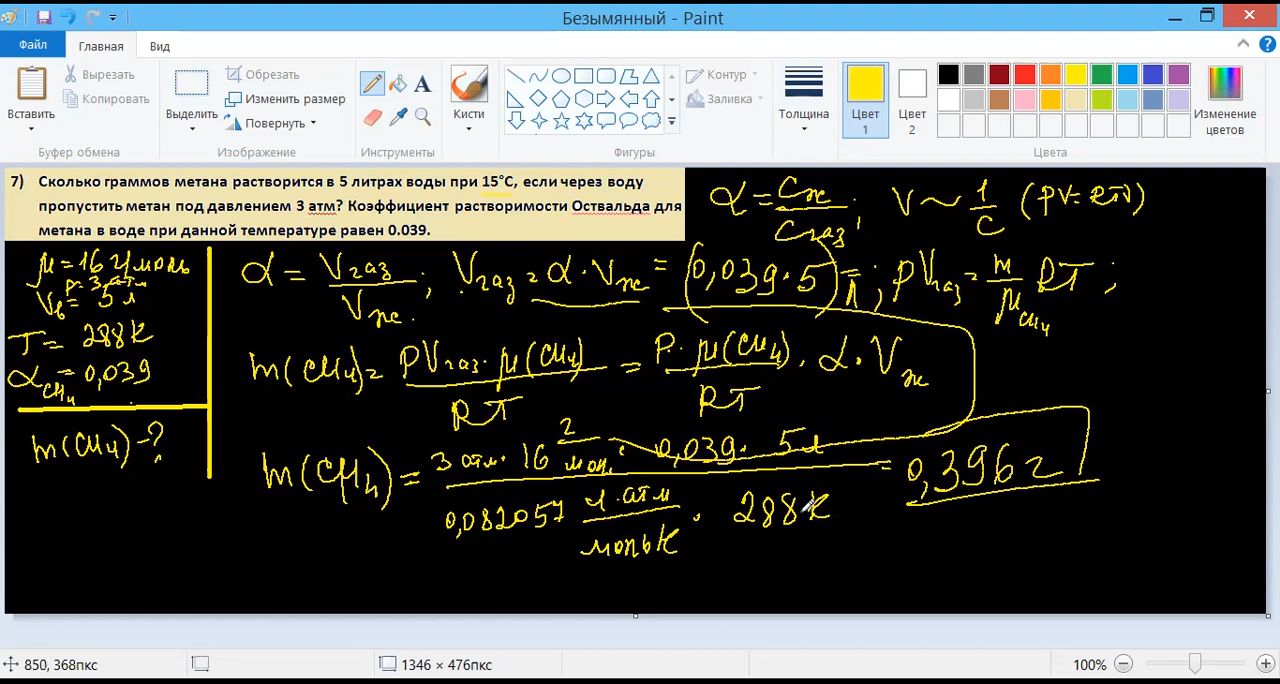 Безымянный - Paint
Файл
Главная
Вид
Вставить
Вырезать
Копировать
Буфер обмена
Выделить
Обрезать
Изменить размер
Повернуть
Изображение
A
Инструменты
Кисти
Фигуры
Контур
Заливка
Толщина
Цвет 1
Цвет 2
Изменение цветов
Цвета
7) Сколько граммов метана растворится в 5 литрах воды при 15°C, если через воду
пропустить метан под давлением 3 атм? Коэффициент растворимости Оствальда для
метана в воде при данной температуре равен 0.039.
α = Cж/Cгаз; V ~ 1/C (PV=RTν)
μ = 16 г/моль
P = 3 атм
Vв = 5 л
T = 288 K
αCH4 = 0,039
m(CH4) - ?
α = Vгаз/Vж; Vгаз = α · Vж = (0,039 · 5) = л; PVгаз = m/μCH4 RT;
m(CH4) = PVгаз · μ(CH4)/RT = P · μ(CH4)/RT · α · Vж
m(CH4) = 3 атм · 16 г/моль · 0,039 · 5 л / 0,082057 л·атм/мольK · 288 K = 0,396 г
850, 368пкс
1346 × 476пкс
100%